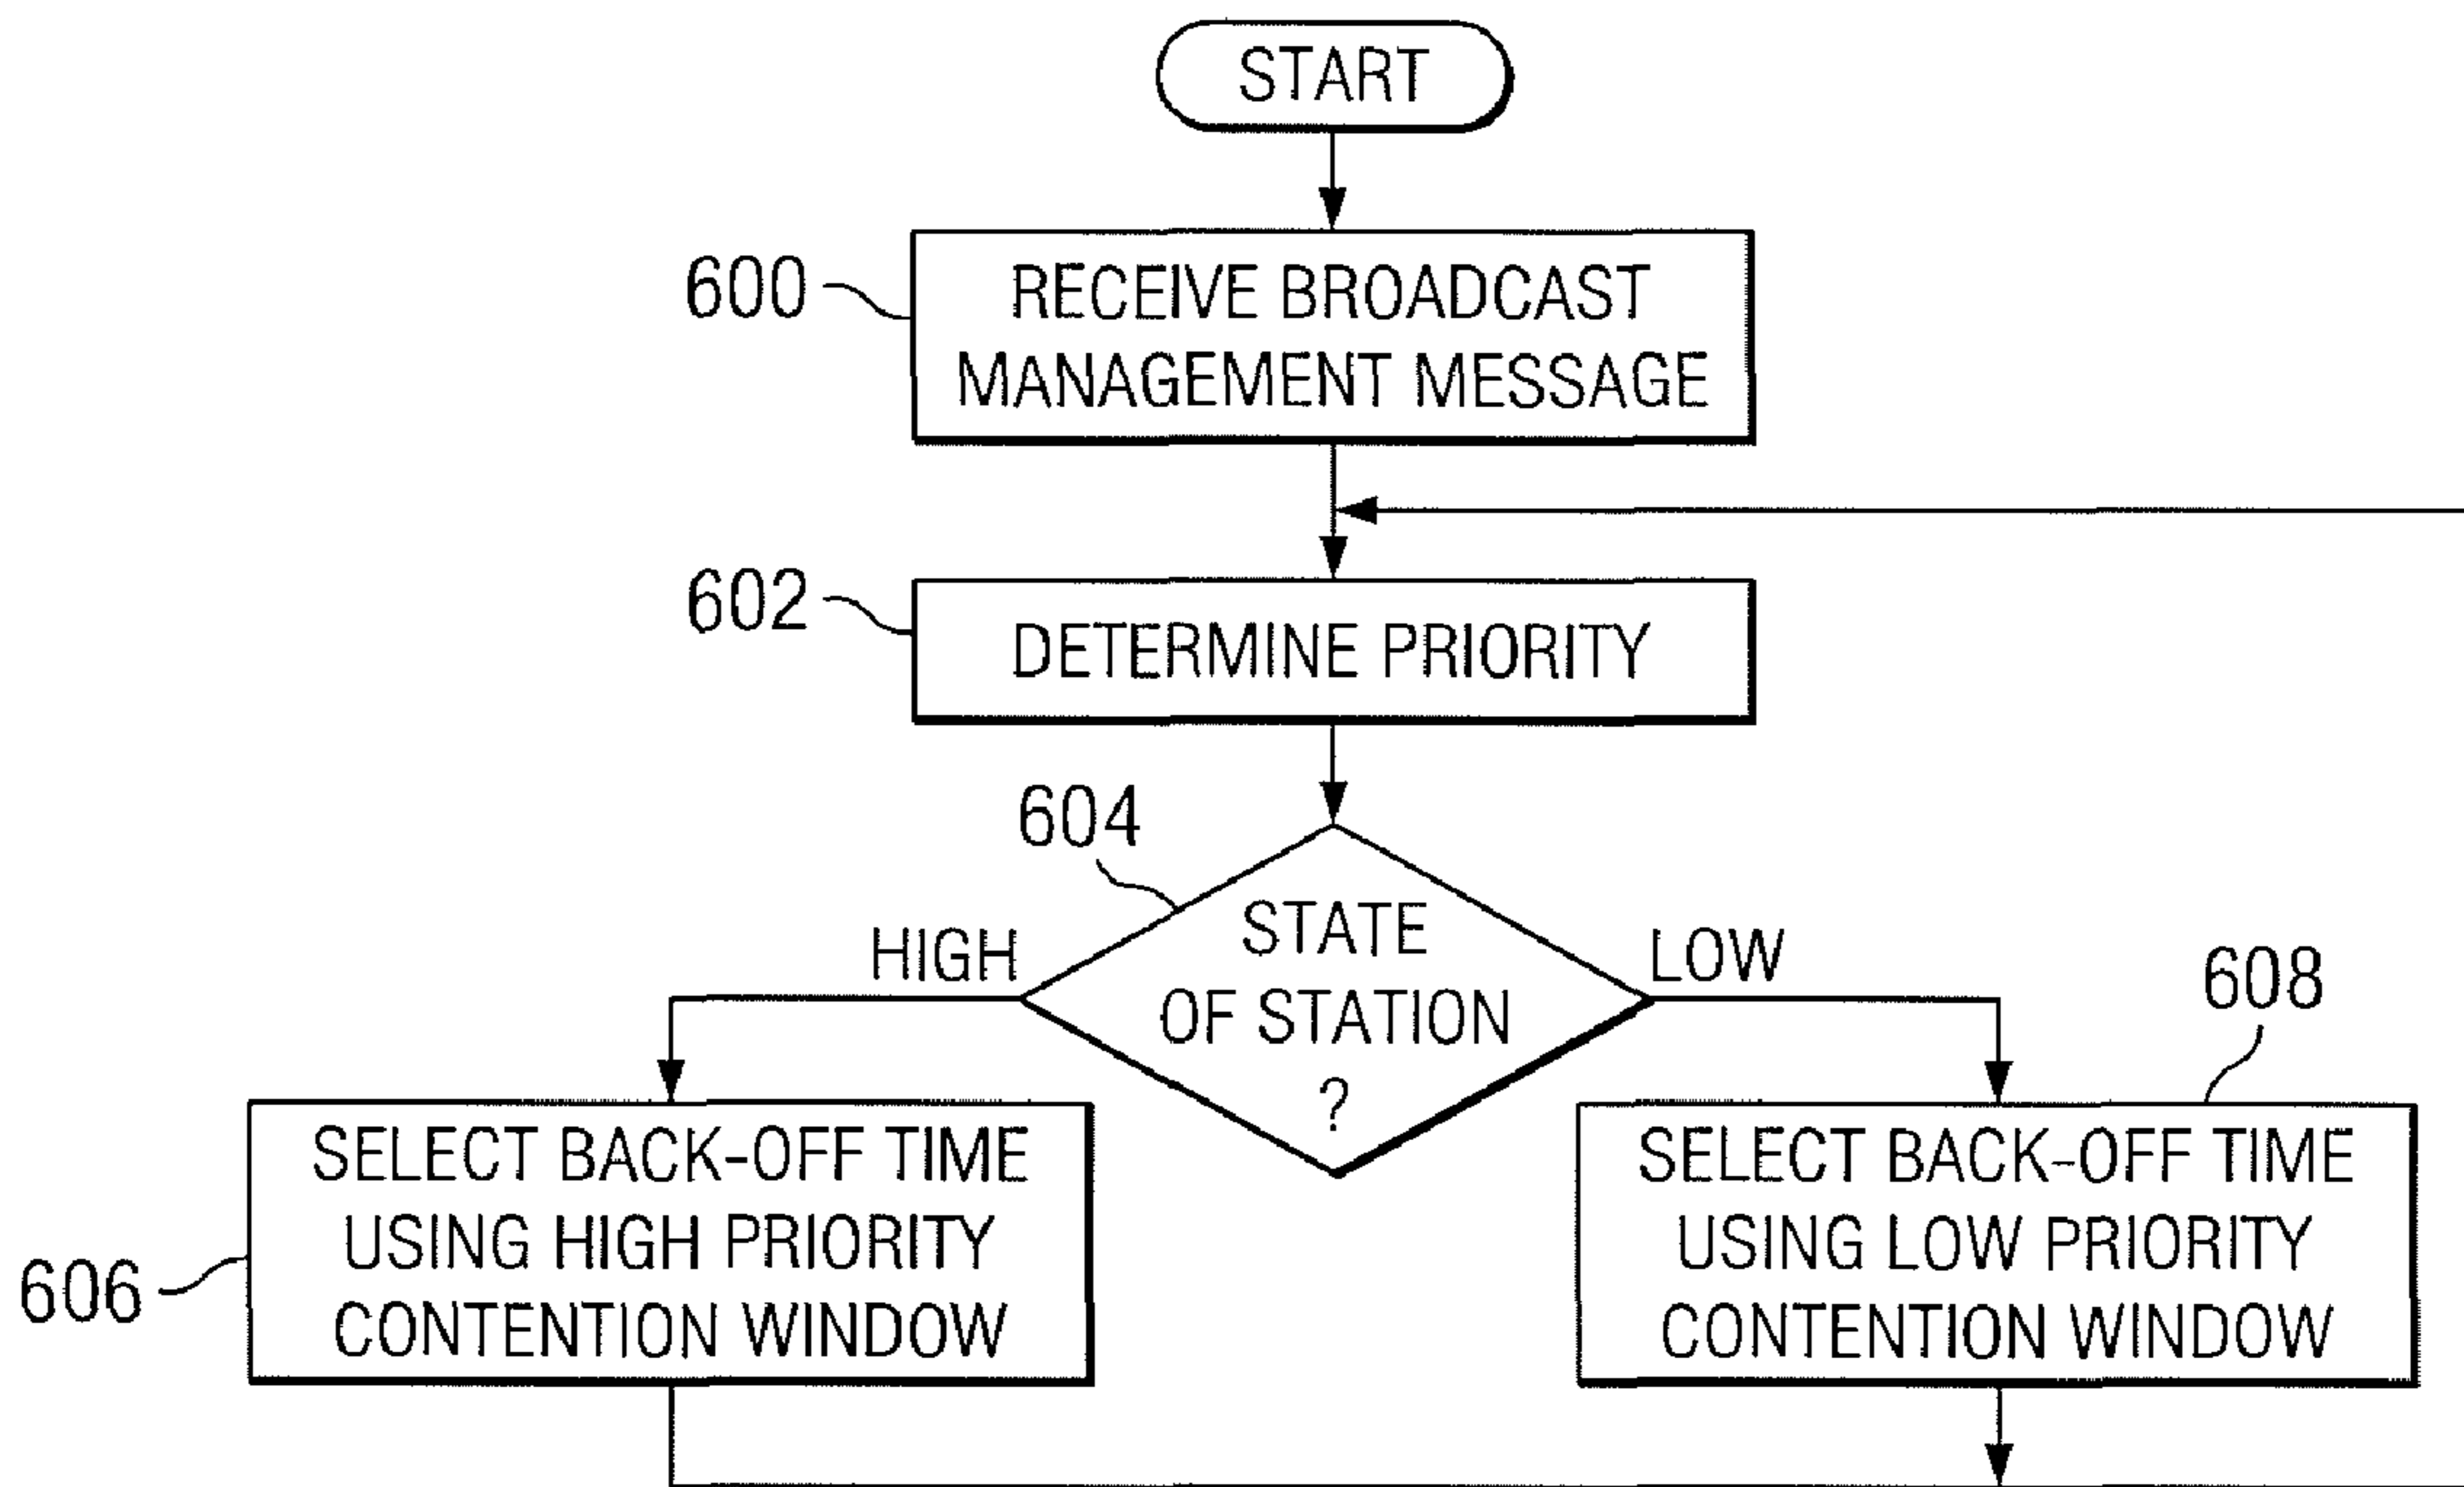 START
600
RECEIVE BROADCAST
MANAGEMENT MESSAGE
602
DETERMINE PRIORITY
604
STATE
OF STATION
?
HIGH
LOW
606
SELECT BACK-OFF TIME
USING HIGH PRIORITY
CONTENTION WINDOW
608
SELECT BACK-OFF TIME
USING LOW PRIORITY
CONTENTION WINDOW